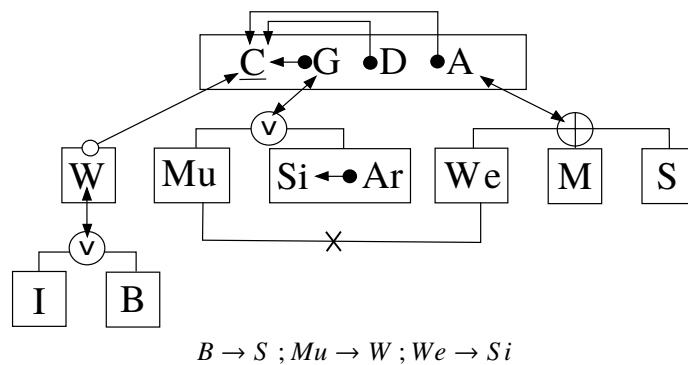 C G D A
W Mu Si Ar We M S
I B
B → S ; Mu → W ; We → Si